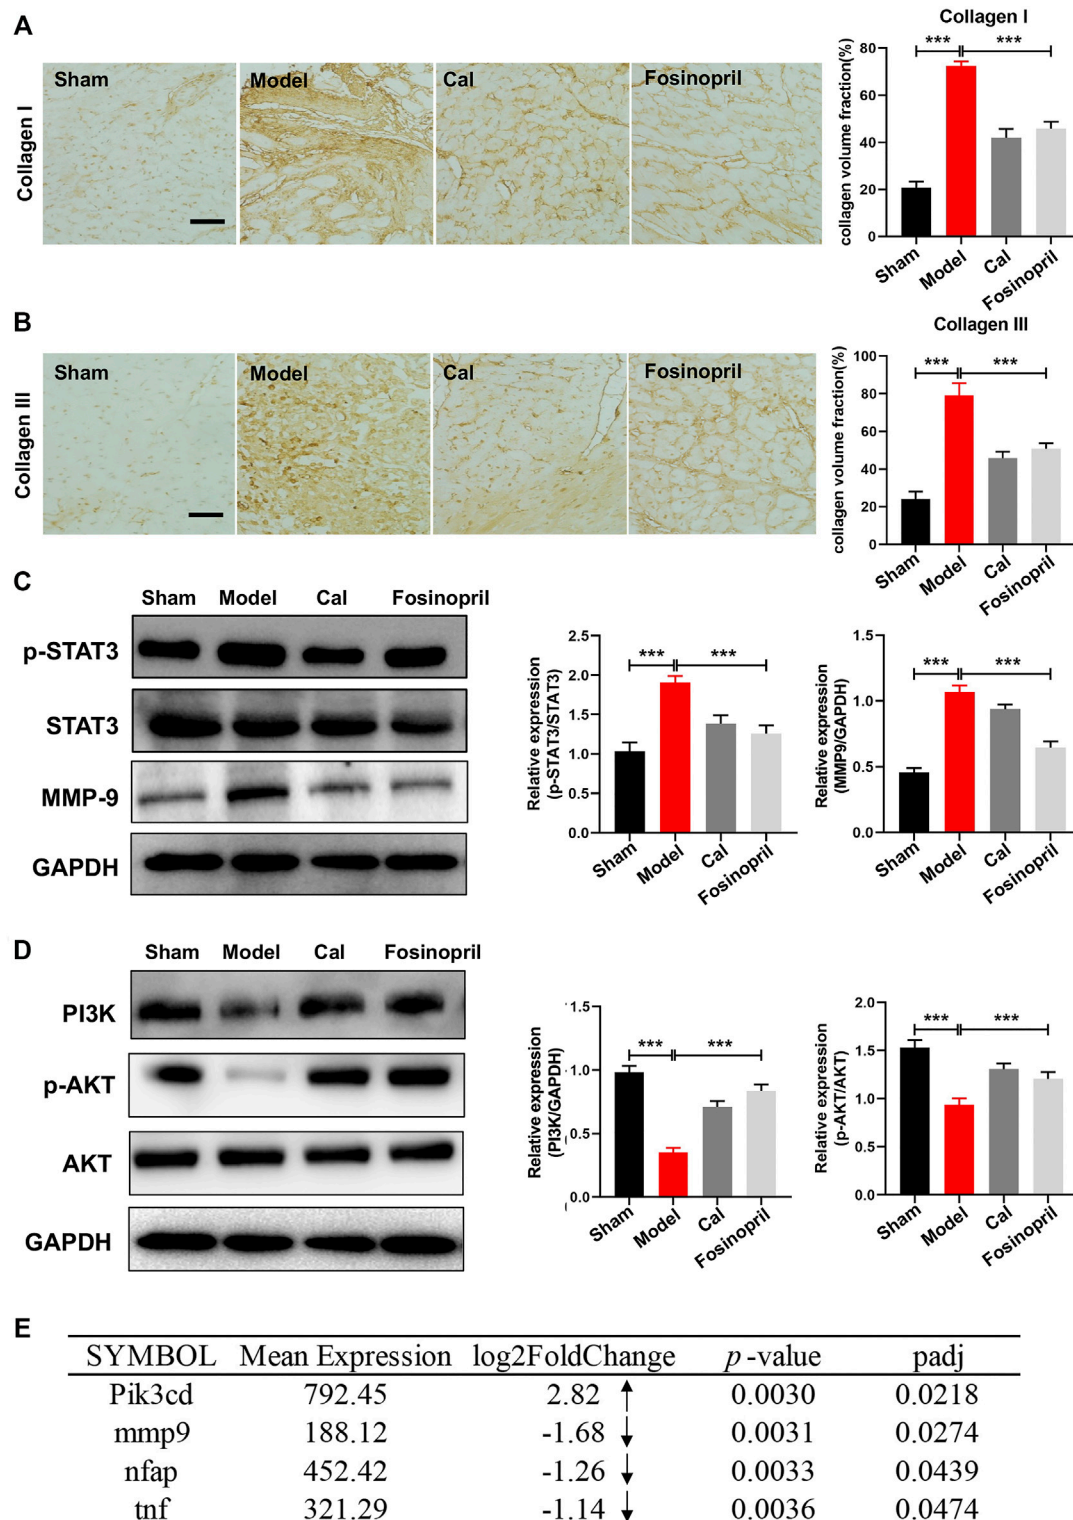 A
Collagen I
Sham
Model
Cal
Fosinopril
Collagen I
***
***
collagen volume fraction(%)
80
60
40
20
0
Sham
Model
Cal
Fosinopril
B
Collagen III
Sham
Model
Cal
Fosinopril
Collagen III
***
***
collagen volume fraction(%)
100
80
60
40
20
0
Sham
Model
Cal
Fosinopril
C
Sham Model Cal Fosinopril
p-STAT3
STAT3
MMP-9
GAPDH
Relative expression
(p-STAT3/STAT3)
2.5
2.0
1.5
1.0
0.5
0.0
***
***
Sham
Model
Cal
Fosinopril
Relative expression
(MMP9/GAPDH)
1.5
1.0
0.5
0.0
***
***
Sham
Model
Cal
Fosinopril
D
Sham Model Cal Fosinopril
PI3K
p-AKT
AKT
GAPDH
Relative expression
(PI3K/GAPDH)
1.5
1.0
0.5
0.0
***
***
Sham
Model
Cal
Fosinopril
Relative expression
(p-AKT/AKT)
2.0
1.5
1.0
0.5
0.0
***
***
Sham
Model
Cal
Fosinopril
E
SYMBOL Mean Expression log2FoldChange p-value padj
Pik3cd 792.45 2.82 ↑ 0.0030 0.0218
mmp9 188.12 -1.68 ↓ 0.0031 0.0274
nfap 452.42 -1.26 ↓ 0.0033 0.0439
tnf 321.29 -1.14 ↓ 0.0036 0.0474